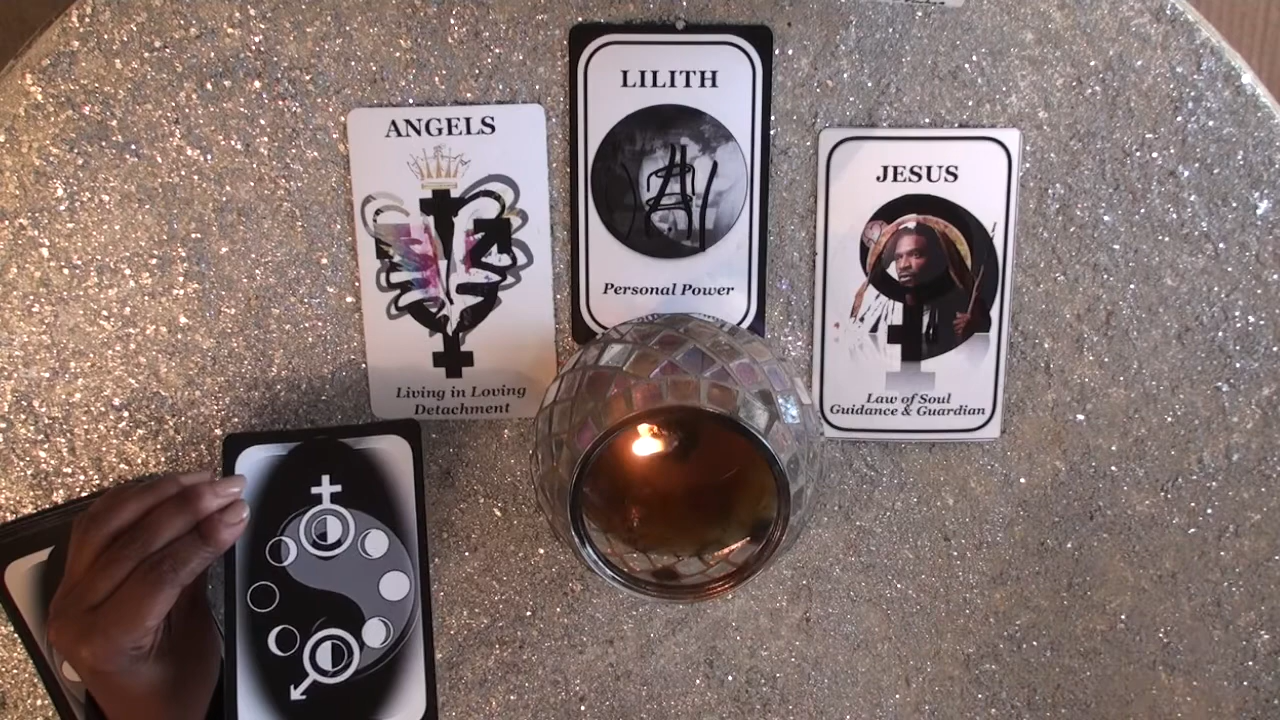 ANGELS
Living in Loving
Detachment
LILITH
Personal Power
JESUS
Law of Soul
Guidance & Guardian